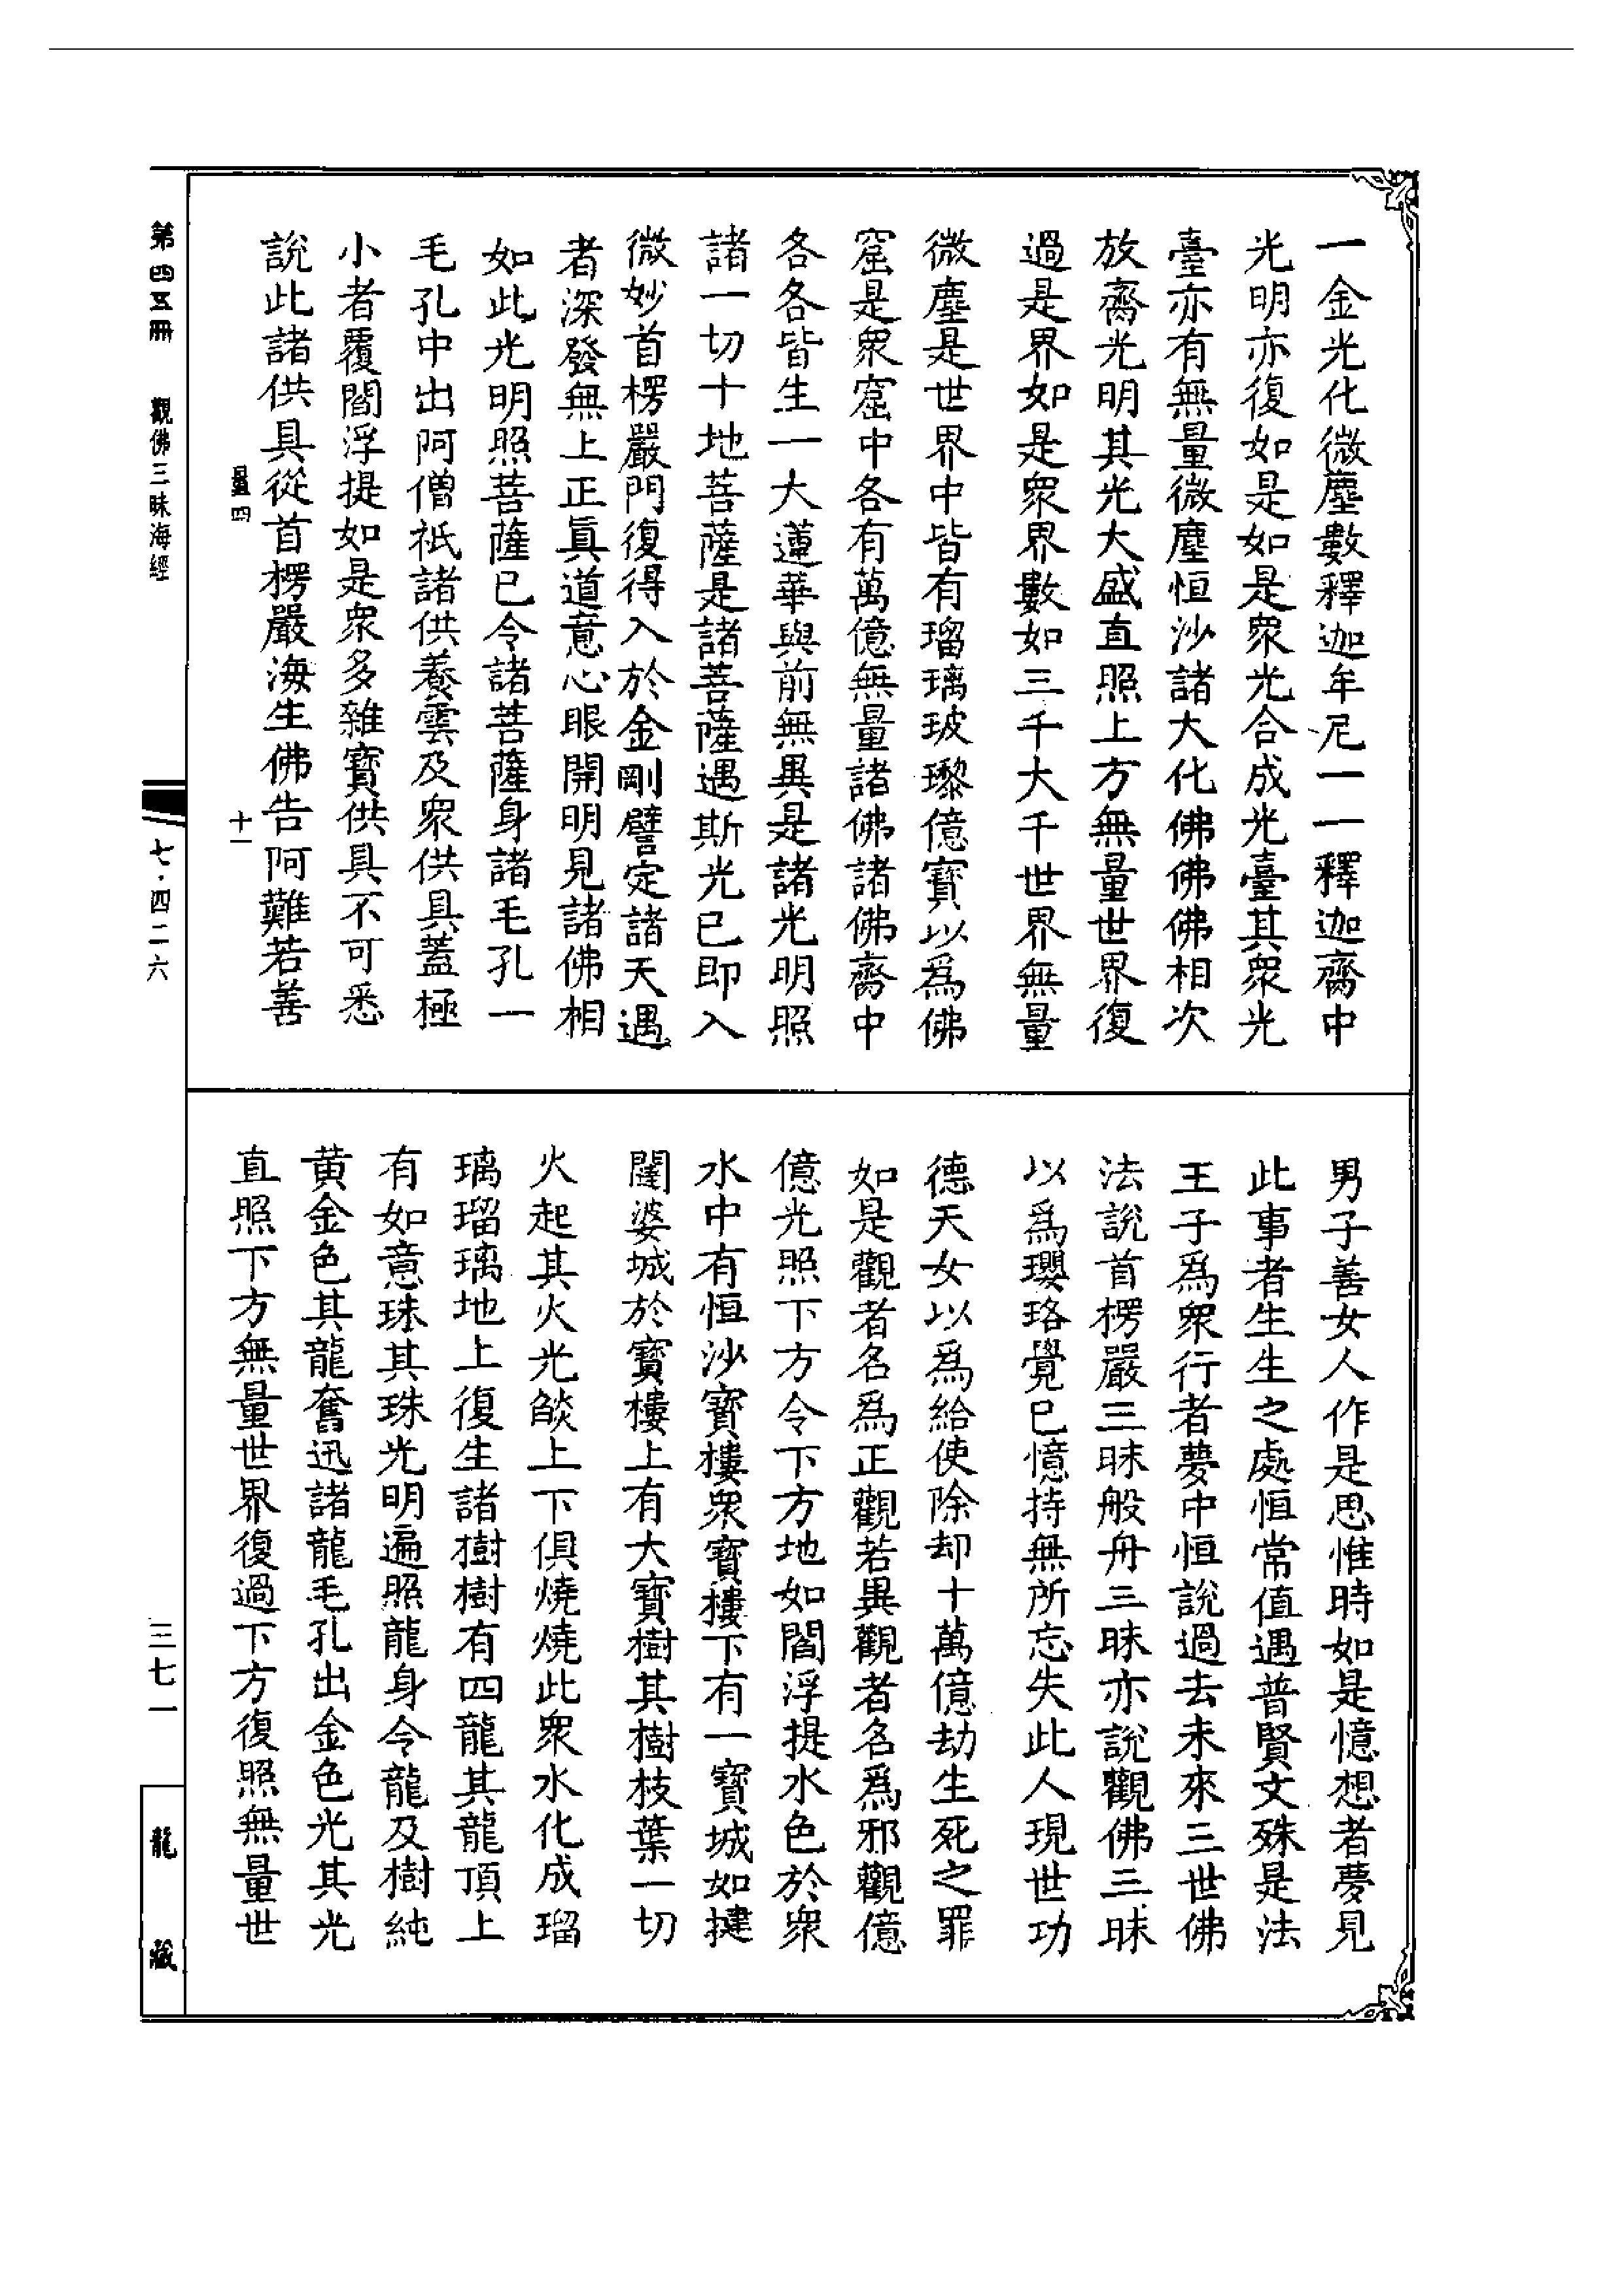 一金光化微塵數釋迦牟尼一一釋迦齋中
光明亦復如是如是衆光合成光臺其衆光
臺亦有無量微塵恒沙諸大化佛佛佛相次
放齋光明其光大盛直照上方無量世界復
過是界如是衆界數如三千大千世界無量
微塵是世界中皆有瑠璃玻瓈億寶以爲佛
窟是衆窟中各有萬億無量諸佛諸佛齋中
各各皆生一大蓮華與前無異是諸光明照
諸一切十地菩薩是諸菩薩遇斯光已即入
微妙首楞嚴門復得入於金剛譬定諸天遇
者深發無上正眞道意心眼開明見諸佛相
如此光明照菩薩已令諸菩薩身諸毛孔一
毛孔中出阿僧祇諸供養雲及衆供具蓋極
小者覆閻浮提如是衆多雜寶供具不可悉
說此諸供具從首楞嚴海生佛告阿難若善
男子善女人作是思惟時如是憶想者夢見
此事者生生之處恒常值遇普賢文殊是法
王子爲衆行者夢中恒說過去未來三世佛
法說首楞嚴三昧般舟三昧亦說觀佛三昧
以爲瓔珞覺已憶持無所忘失此人現世功
德天女以爲給使除却十萬億劫生死之罪
如是觀者名爲正觀若異觀者名爲邪觀億
億光照下方令下方地如閻浮提水色於衆
水中有恒沙寶樓衆寶樓下有一寶城如揵
闥婆城於寶樓上有大寶樹其樹枝葉一切
火起其火光燄上下俱燒燒此衆水化成瑠
璃瑠璃地上復生諸樹樹有四龍其龍頂上
有如意珠其珠光明遍照龍身令龍及樹純
黃金色其龍奮迅諸龍毛孔出金色光其光
直照下方無量世界復過下方復照無量世
四 十一
第四五冊 觀佛三昧海經 七·四二六 三七一 龍藏